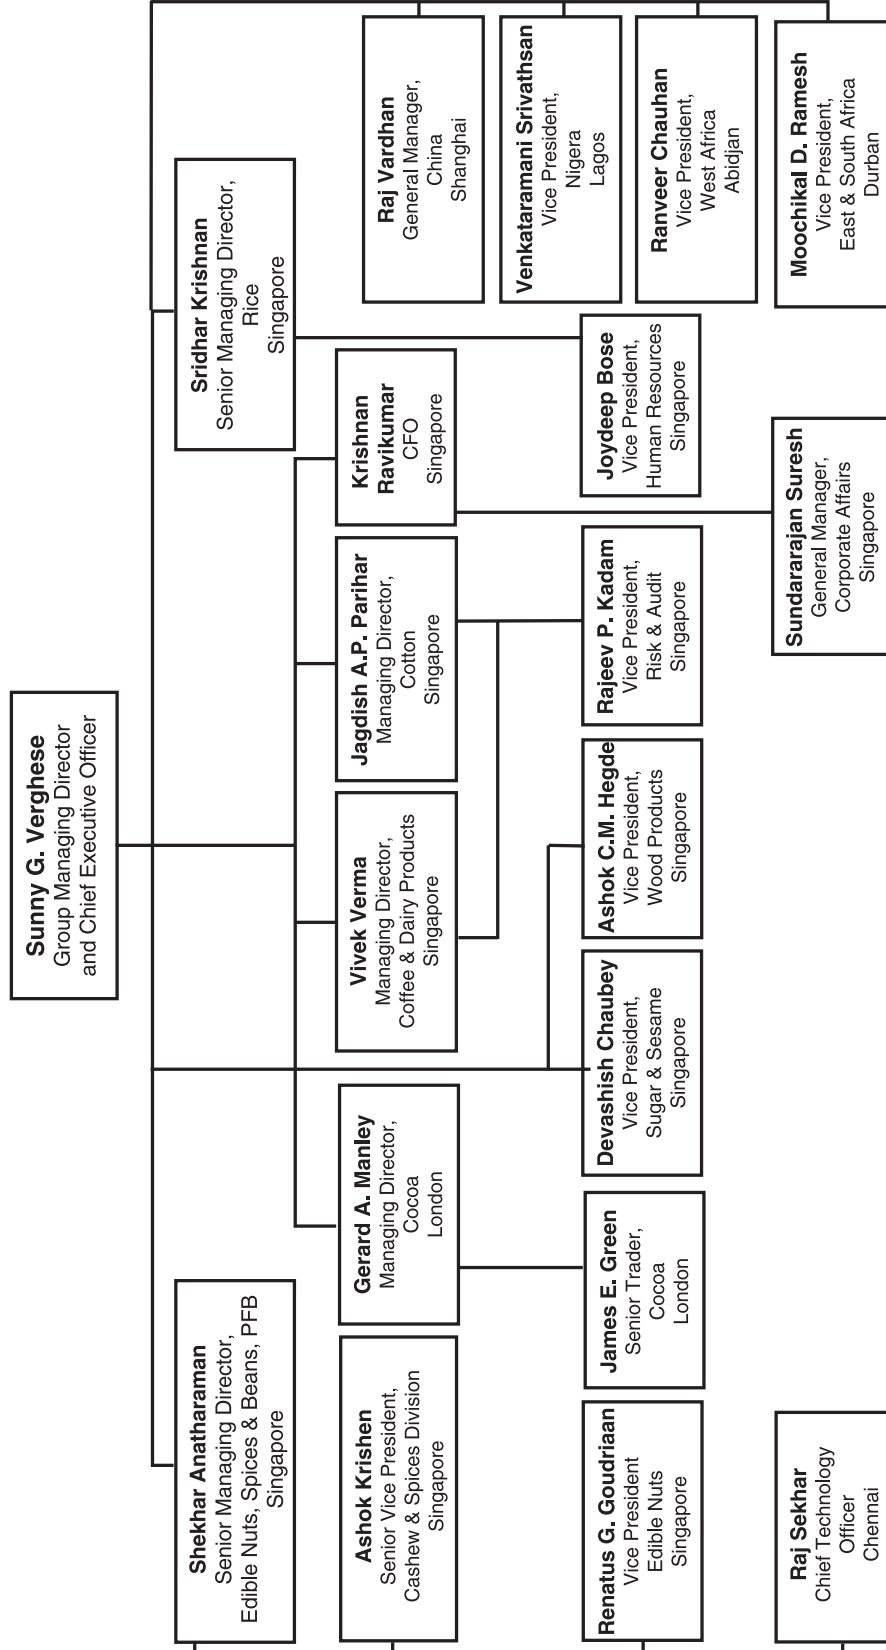 Sunny G. Verghese
Group Managing Director
and Chief Executive Officer
Shekhar Anatharaman
Senior Managing Director,
Edible Nuts, Spices & Beans, PFB
Singapore
Sridhar Krishnan
Senior Managing Director,
Rice
Singapore
Ashok Krishen
Senior Vice President,
Cashew & Spices Division
Singapore
Gerard A. Manley
Managing Director,
Cocoa
London
Vivek Verma
Managing Director,
Coffee & Dairy Products
Singapore
Jagdish A.P. Parihar
Managing Director,
Cotton
Singapore
Krishnan
Ravikumar
CFO
Singapore
Raj Vardhan
General Manager,
China
Shanghai
Venkataramani Srivathsan
Vice President,
Nigera
Lagos
Renatus G. Goudriaan
Vice President
Edible Nuts
Singapore
James E. Green
Senior Trader,
Cocoa
London
Devashish Chaubey
Vice President,
Sugar & Sesame
Singapore
Ashok C.M. Hegde
Vice President,
Wood Products
Singapore
Rajeev P. Kadam
Vice President,
Risk & Audit
Singapore
Joydeep Bose
Vice President,
Human Resources
Singapore
Ranveer Chauhan
Vice President,
West Africa
Abidjan
Raj Sekhar
Chief Technology
Officer
Chennai
Sundararajan Suresh
General Manager,
Corporate Affairs
Singapore
Moochikal D. Ramesh
Vice President,
East & South Africa
Durban